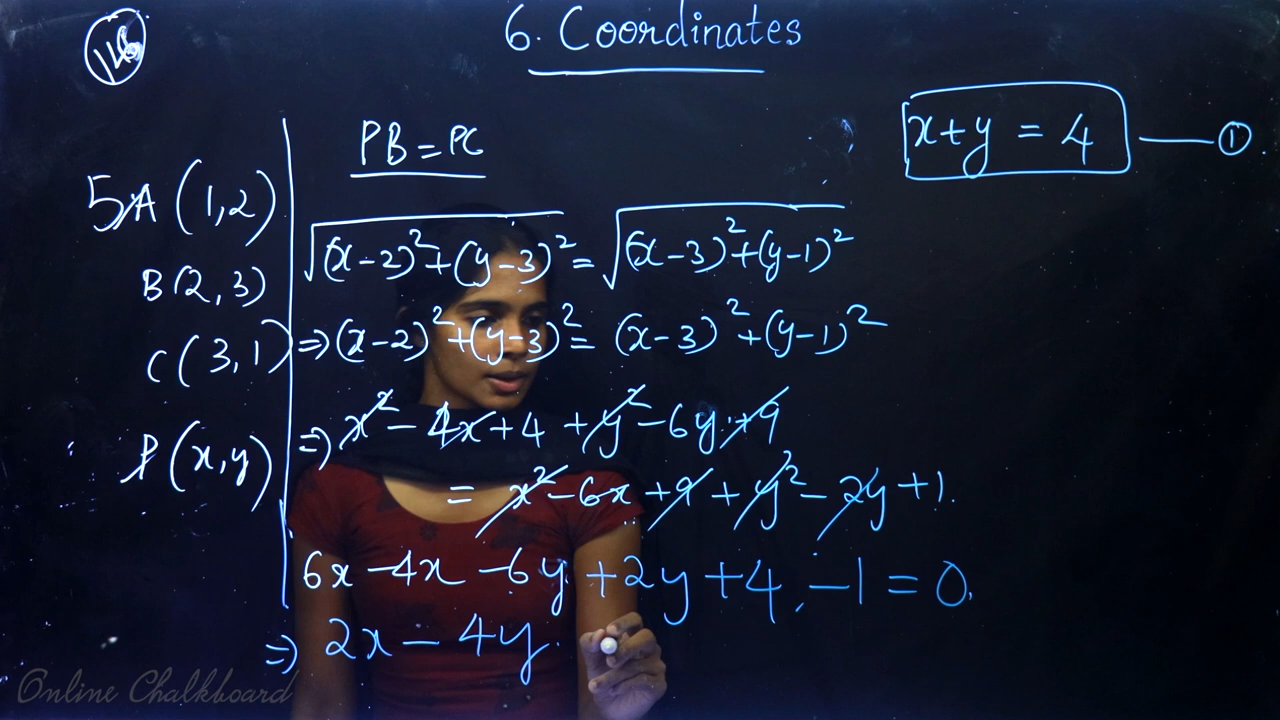 116
6. Coordinates
x+y = 4 —— ①
PB = PC
5, A (1,2)
B(2,3)
C(3,1)
P(x,y)
√(x-2)²+(y-3)² = √(x-3)²+(y-1)²
⇒ (x-2)²+(y-3)² = (x-3)²+(y-1)²
⇒ x² - 4x + 4 + y² - 6y + 9
= x² - 6x + 9 + y² - 2y + 1.
6x - 4x - 6y + 2y + 4 - 1 = 0.
⇒ 2x - 4y
Online Chalkboard